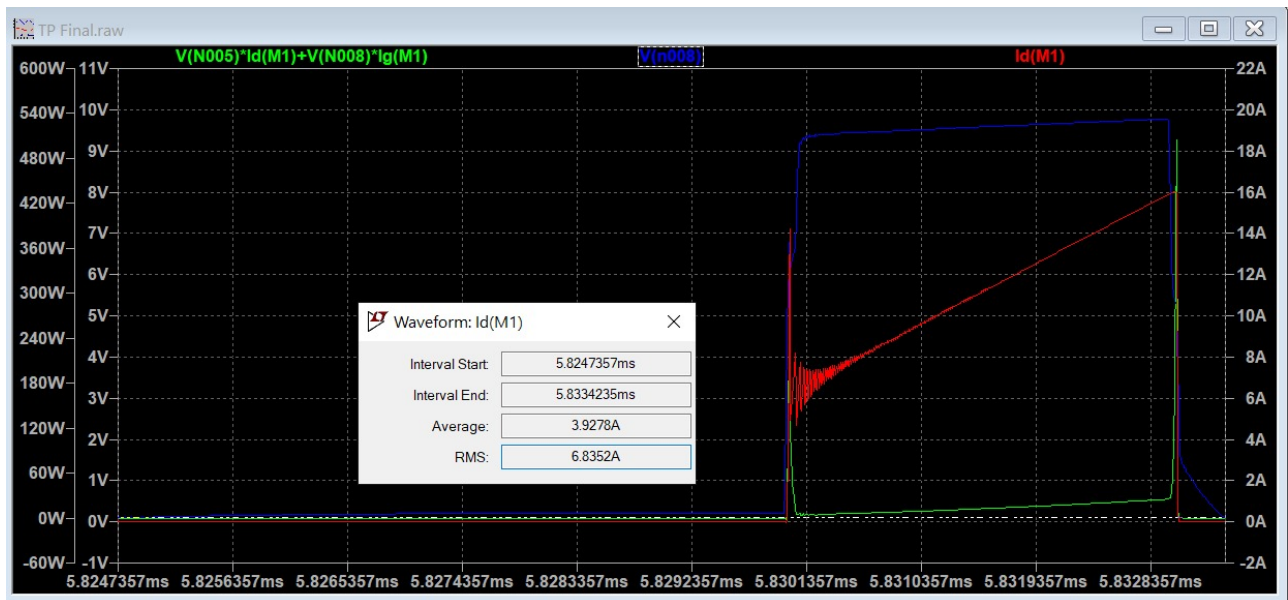 TP Final.raw
V(N005)*Id(M1)+V(N008)*Ig(M1) V(n008) Id(M1)
600W 11V 22A
540W 10V 20A
480W 9V 18A
420W 8V 16A
360W 7V 14A
300W 6V 12A
240W 5V 10A
180W 4V 8A
120W 3V 6A
60W 2V 4A
0W 1V 2A
-60W 0V 0A
-1V -2A
Waveform: Id(M1)
Interval Start: 5.8247357ms
Interval End: 5.8334235ms
Average: 3.9278A
RMS: 6.8352A
5.8247357ms 5.8256357ms 5.8265357ms 5.8274357ms 5.8283357ms 5.8292357ms 5.8301357ms 5.8310357ms 5.8319357ms 5.8328357ms